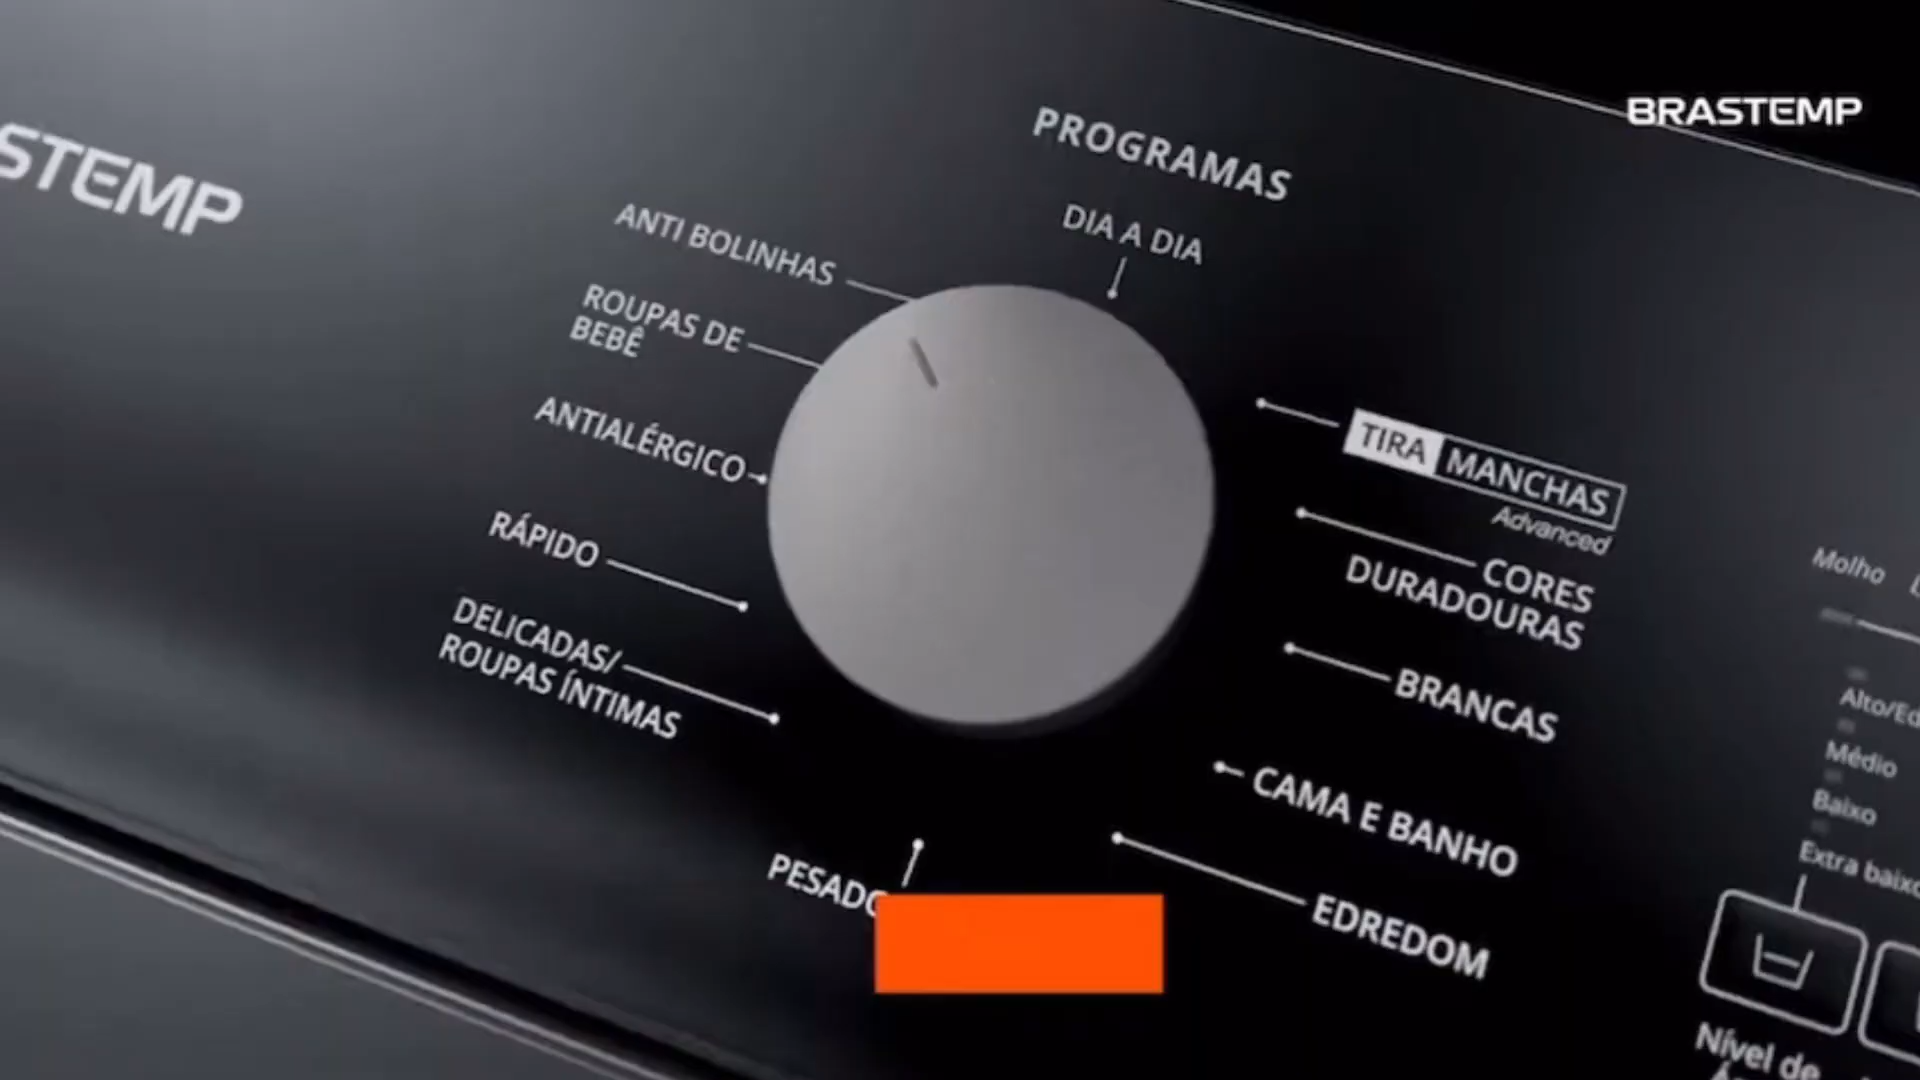 BRASTEMP
STEMP
PROGRAMAS
DIA A DIA
ANTI BOLINHAS
ROUPAS DE
BEBÊ
ANTIALÉRGICO
RÁPIDO
DELICADAS/
ROUPAS ÍNTIMAS
PESADO
TIRA MANCHAS
Advanced
CORES
DURADOURAS
BRANCAS
CAMA E BANHO
EDREDOM
Molho
Alto/Ed
Médio
Baixo
Extra baixo
Nível de